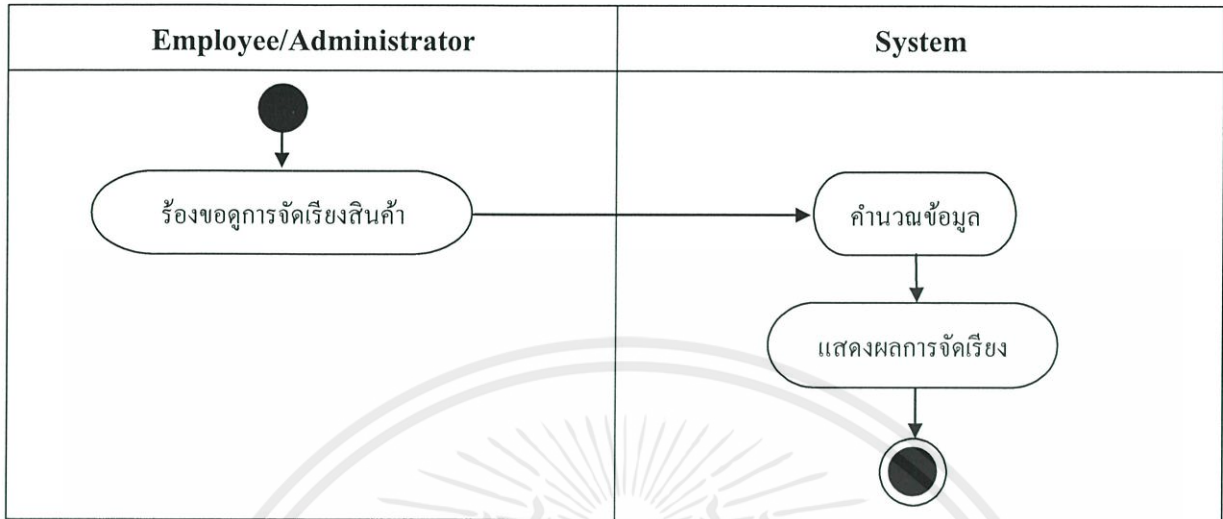 Employee/Administrator
System
ร้องขอดูการจัดเรียงสินค้า
คำนวณข้อมูล
แสดงผลการจัดเรียง